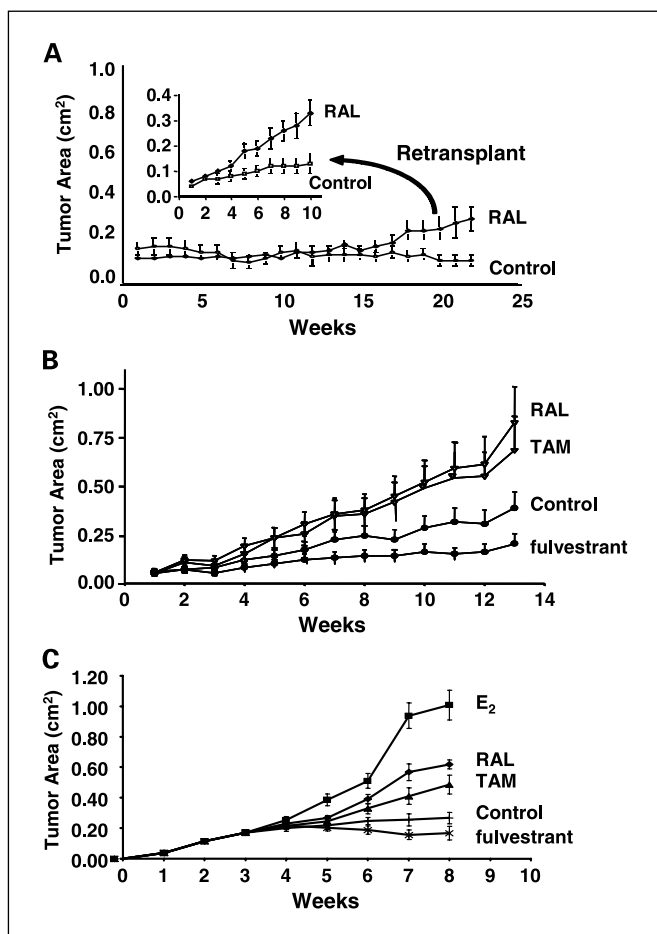 A
Tumor Area (cm²)
1.0
0.8
0.6
0.4
0.2
0.0
0.4
0.3
0.2
0.1
0.0
0 2 4 6 8 10
RAL
Control
Retransplant
RAL
Control
0 5 10 15 20 25
Weeks
B
Tumor Area (cm²)
1.00
0.75
0.50
0.25
0.00
RAL
TAM
Control
fulvestrant
0 2 4 6 8 10 12 14
Weeks
C
Tumor Area (cm²)
1.20
1.00
0.80
0.60
0.40
0.20
0.00
E₂
RAL
TAM
Control
fulvestrant
0 1 2 3 4 5 6 7 8 9 10
Weeks